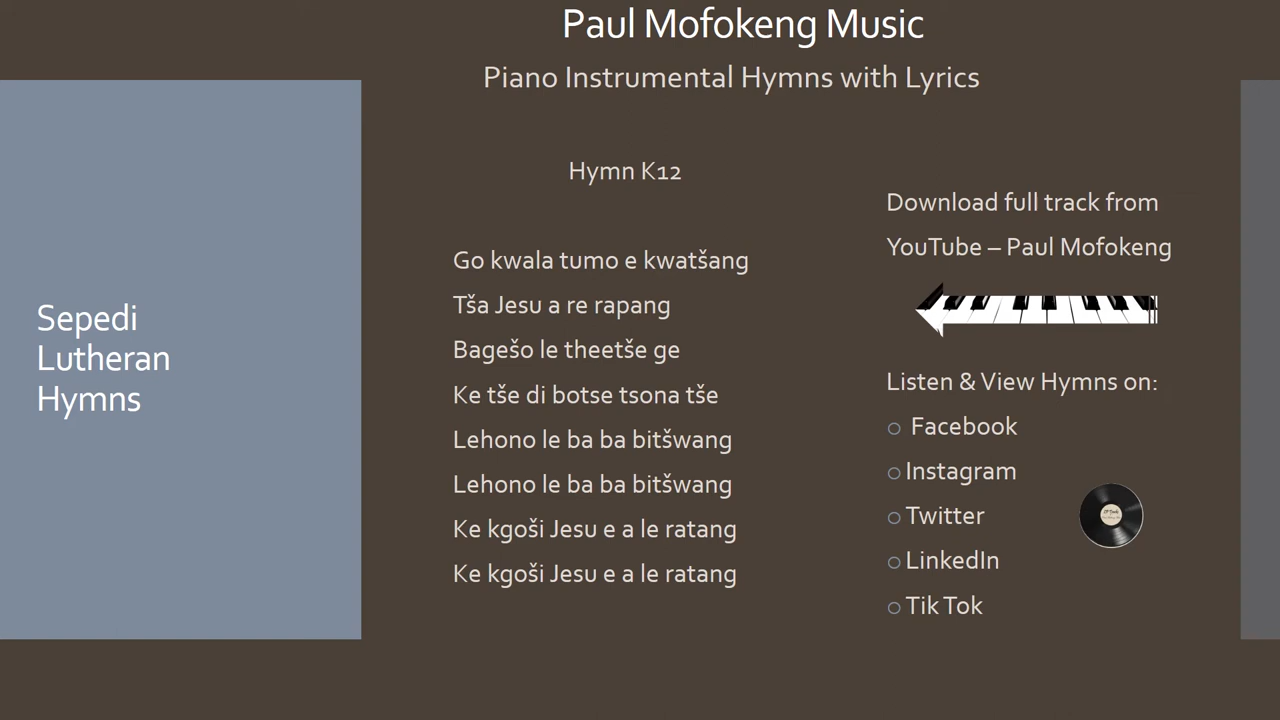 Paul Mofokeng Music
Piano Instrumental Hymns with Lyrics
Sepedi
Lutheran
Hymns
Hymn K12
Go kwala tumo e kwatšang
Tša Jesu a re rapang
Bagešo le theetše ge
Ke tše di botse tsona tše
Lehono le ba ba bitšwang
Lehono le ba ba bitšwang
Ke kgoši Jesu e a le ratang
Ke kgoši Jesu e a le ratang
Download full track from
YouTube – Paul Mofokeng
Listen & View Hymns on:
Facebook
Instagram
Twitter
LinkedIn
Tik Tok